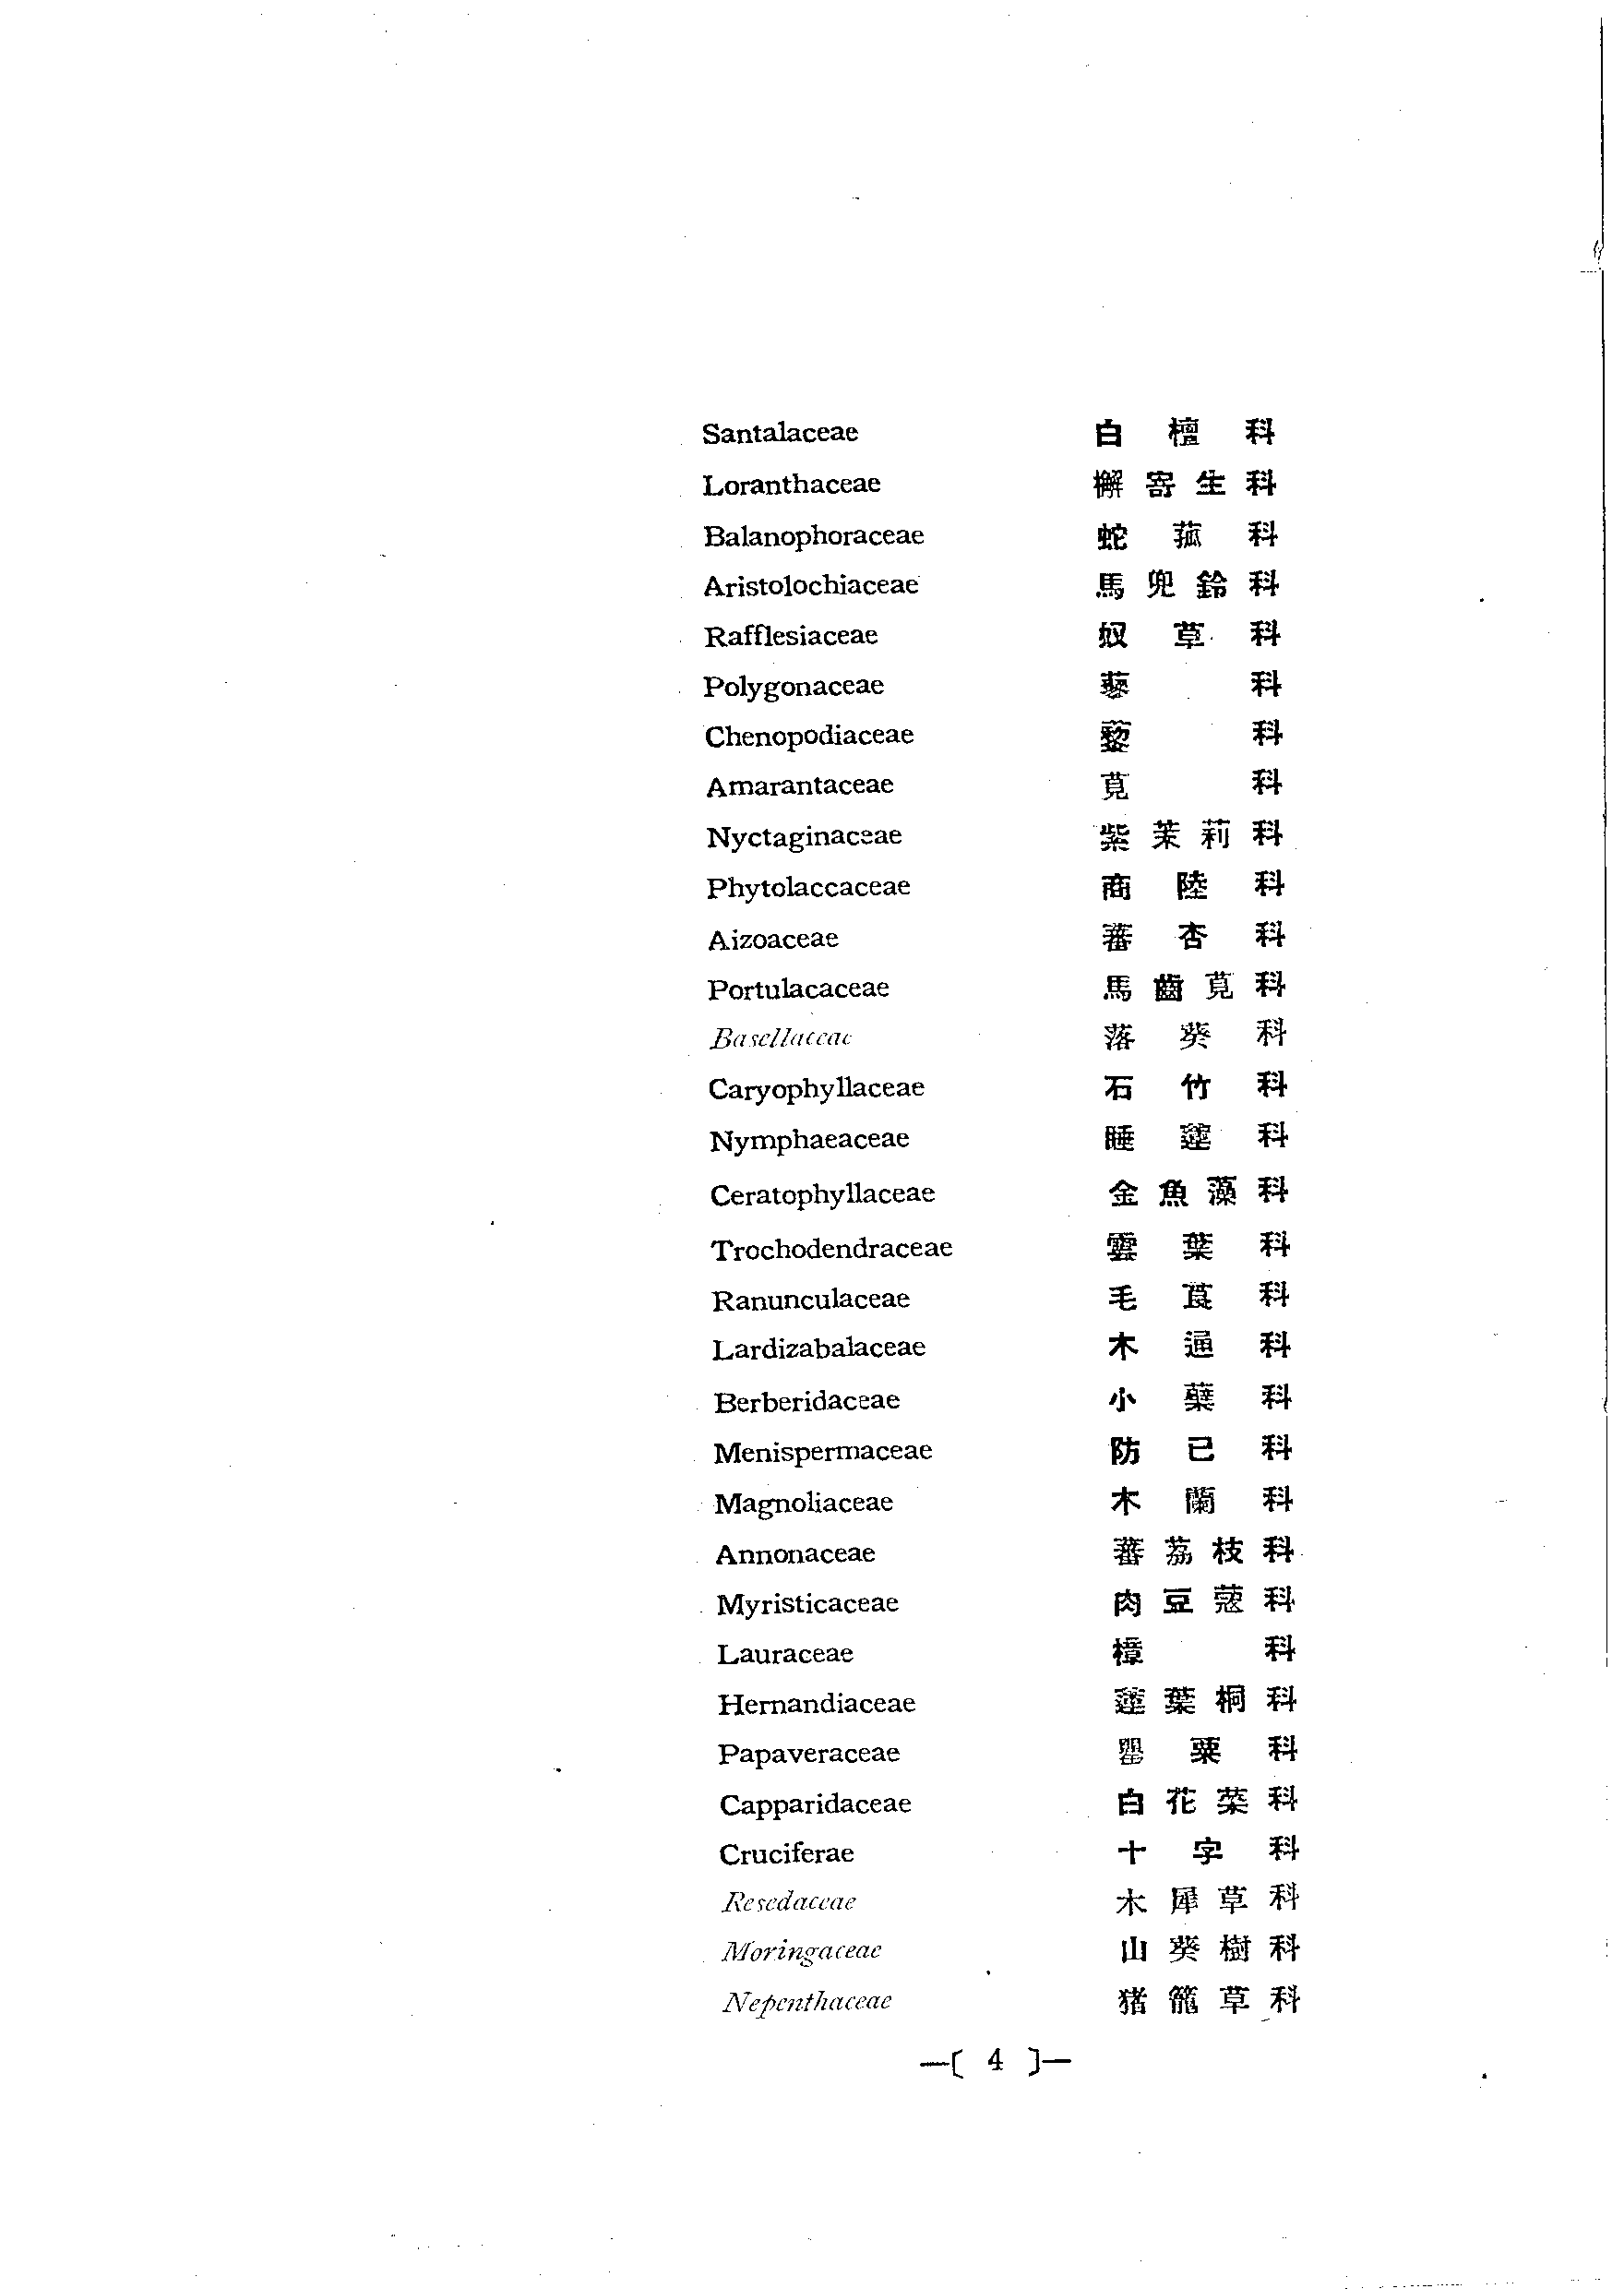 Santalaceae 白檀科
Loranthaceae 檞寄生科
Balanophoraceae 蛇菰科
Aristolochiaceae 馬兜鈴科
Rafflesiaceae 奴草科
Polygonaceae 蓼科
Chenopodiaceae 藜科
Amarantaceae 莧科
Nyctaginaceae 紫茉莉科
Phytolaccaceae 商陸科
Aizoaceae 蕃杏科
Portulacaceae 馬齒莧科
Basellaceae 落葵科
Caryophyllaceae 石竹科
Nymphaeaceae 睡蓮科
Ceratophyllaceae 金魚藻科
Trochodendraceae 雲葉科
Ranunculaceae 毛茛科
Lardizabalaceae 木通科
Berberidaceae 小蘗科
Menispermaceae 防己科
Magnoliaceae 木蘭科
Annonaceae 蕃荔枝科
Myristicaceae 肉豆蔻科
Lauraceae 樟科
Hernandiaceae 蓮葉桐科
Papaveraceae 罌粟科
Capparidaceae 白花菜科
Cruciferae 十字科
Resedaceae 木犀草科
Moringaceae 山葵樹科
Nepenthaceae 猪籠草科
—[ 4 ]—